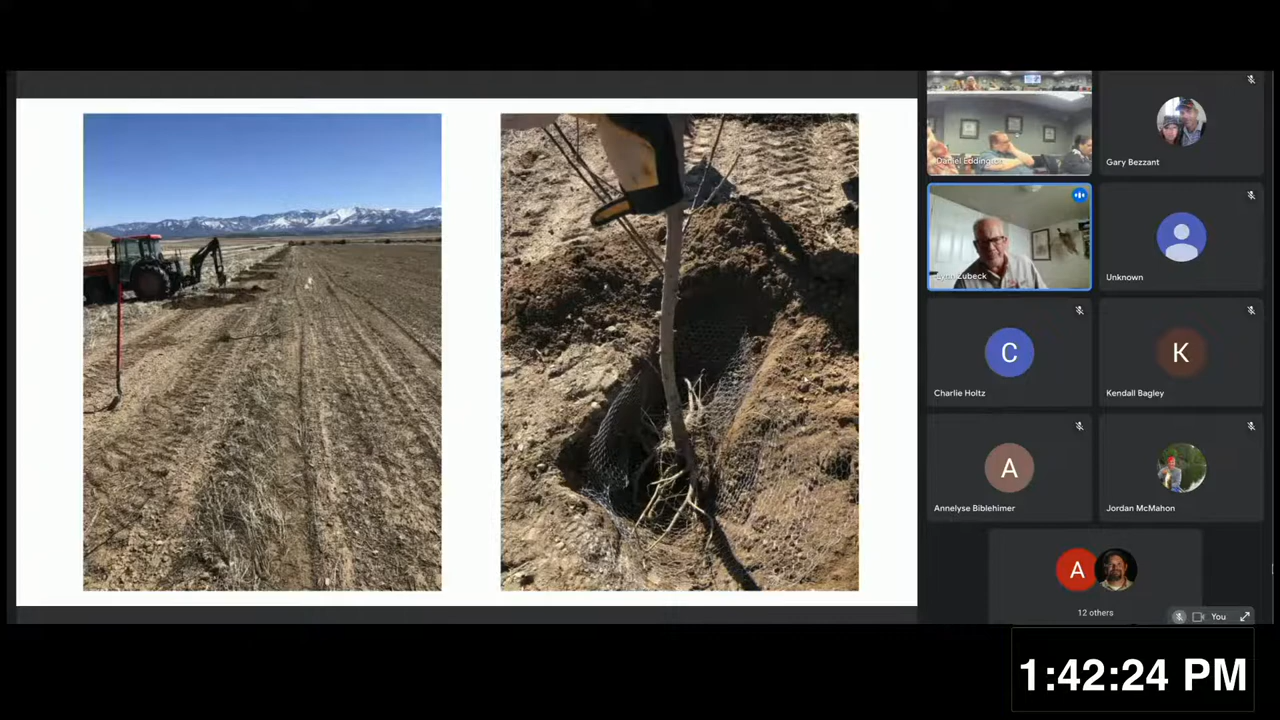 Daniel Eddington
Gary Bezzant
Lynn Zubeck
Unknown
C
K
Charlie Holtz
Kendall Bagley
A
Annelyse Biblehimer
Jordan McMahon
A
12 others
You
1:42:24 PM